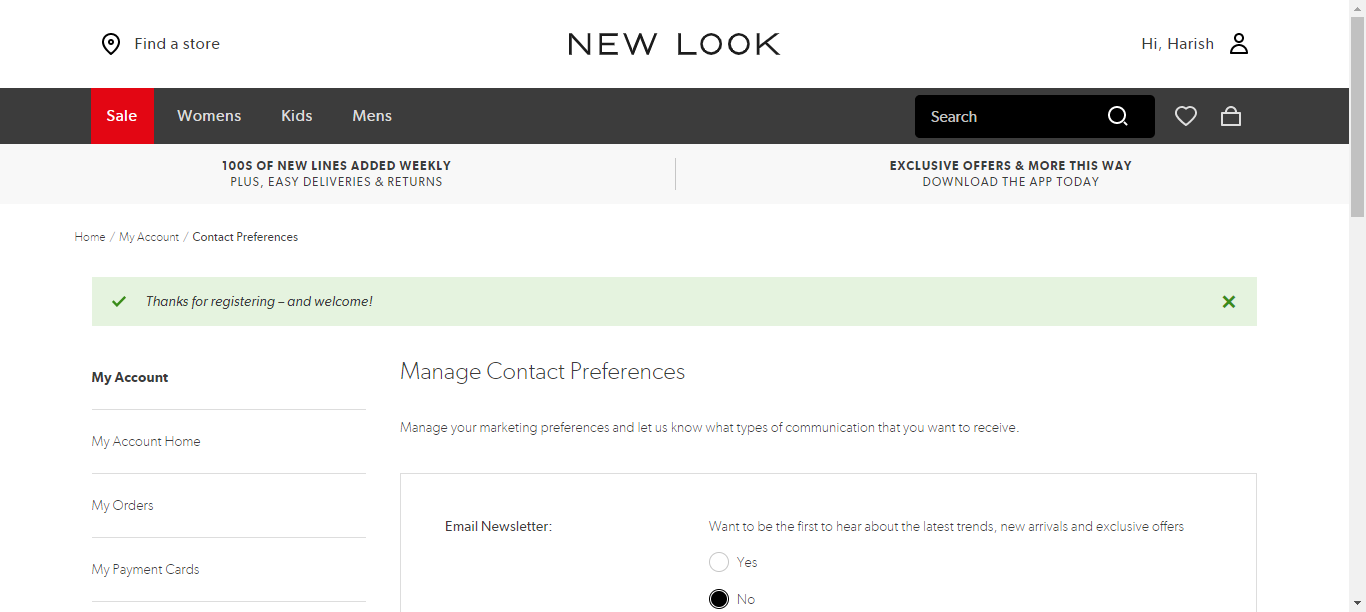 Find a store
NEW LOOK
Hi, Harish
Sale
Womens
Kids
Mens
Search
100S OF NEW LINES ADDED WEEKLY
PLUS, EASY DELIVERIES & RETURNS
EXCLUSIVE OFFERS & MORE THIS WAY
DOWNLOAD THE APP TODAY
Home / My Account / Contact Preferences
Thanks for registering – and welcome!
My Account
My Account Home
My Orders
My Payment Cards
Manage Contact Preferences
Manage your marketing preferences and let us know what types of communication that you want to receive.
Email Newsletter:
Want to be the first to hear about the latest trends, new arrivals and exclusive offers
Yes
No